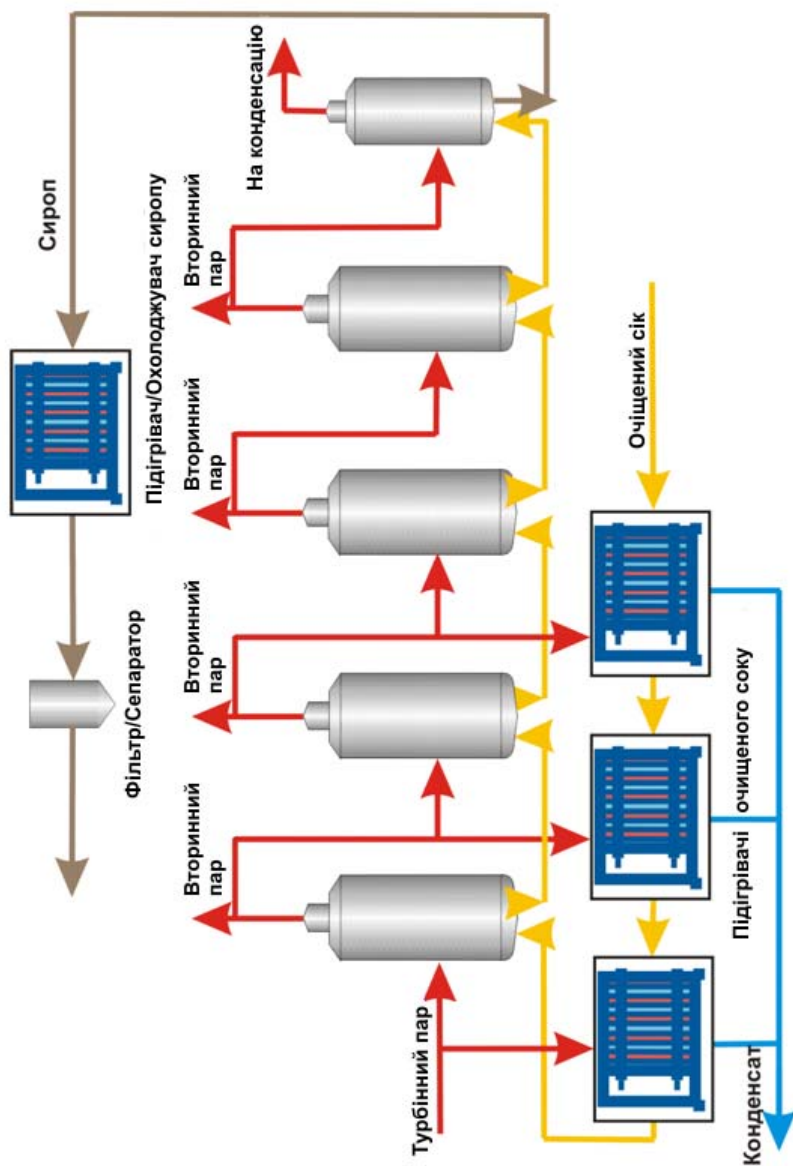 Сироп
На конденсацію
Підігрівач/Охолоджувач сиропу
Фільтр/Сепаратор
Вторинний
пар
Вторинний
пар
Вторинний
пар
Вторинний
пар
Турбінний пар
Очіщений сік
Підігрівачі очищеного соку
Конденсат